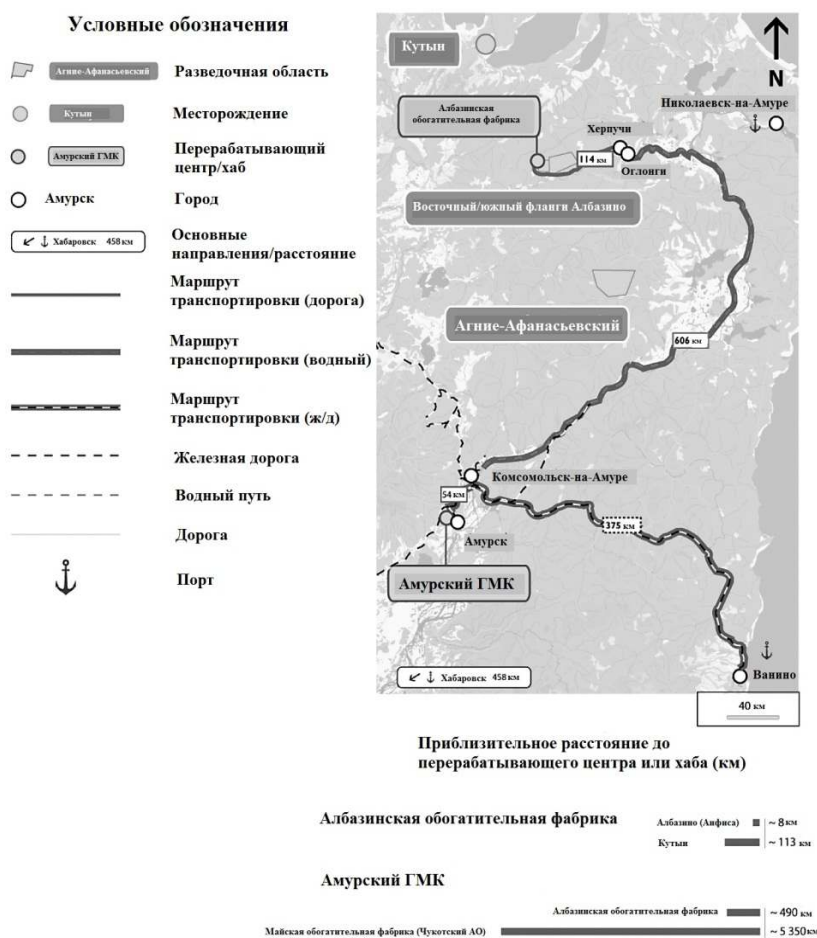 Условные обозначения
Агние-Афанасьевский
Разведочная область
Кутын
Месторождение
Амурский ГМК
Перерабатывающий
центр/хаб
Амурск
Город
Хабаровск 458 км
Основные
направления/расстояние
Маршрут
транспортировки (дорога)
Маршрут
транспортировки (водный)
Маршрут
транспортировки (ж/д)
Железная дорога
Водный путь
Дорога
Порт
Кутын
N
Албазинская
обогатительная фабрика
Николаевск-на-Амуре
Херпучи
114 км
Оглонги
Восточный/южный фланги Албазино
Агние-Афанасьевский
606 км
Комсомольск-на-Амуре
54 км
375 км
Амурск
Амурский ГМК
Хабаровск 458 км
Ванино
40 км
Приблизительное расстояние до
перерабатывающего центра или хаба (км)
Албазинская обогатительная фабрика
Албазино (Анфиса) ~ 8 км
Кутын ~ 113 км
Амурский ГМК
Албазинская обогатительная фабрика ~ 490 км
Майская обогатительная фабрика (Чукотский АО) ~ 5 350 км